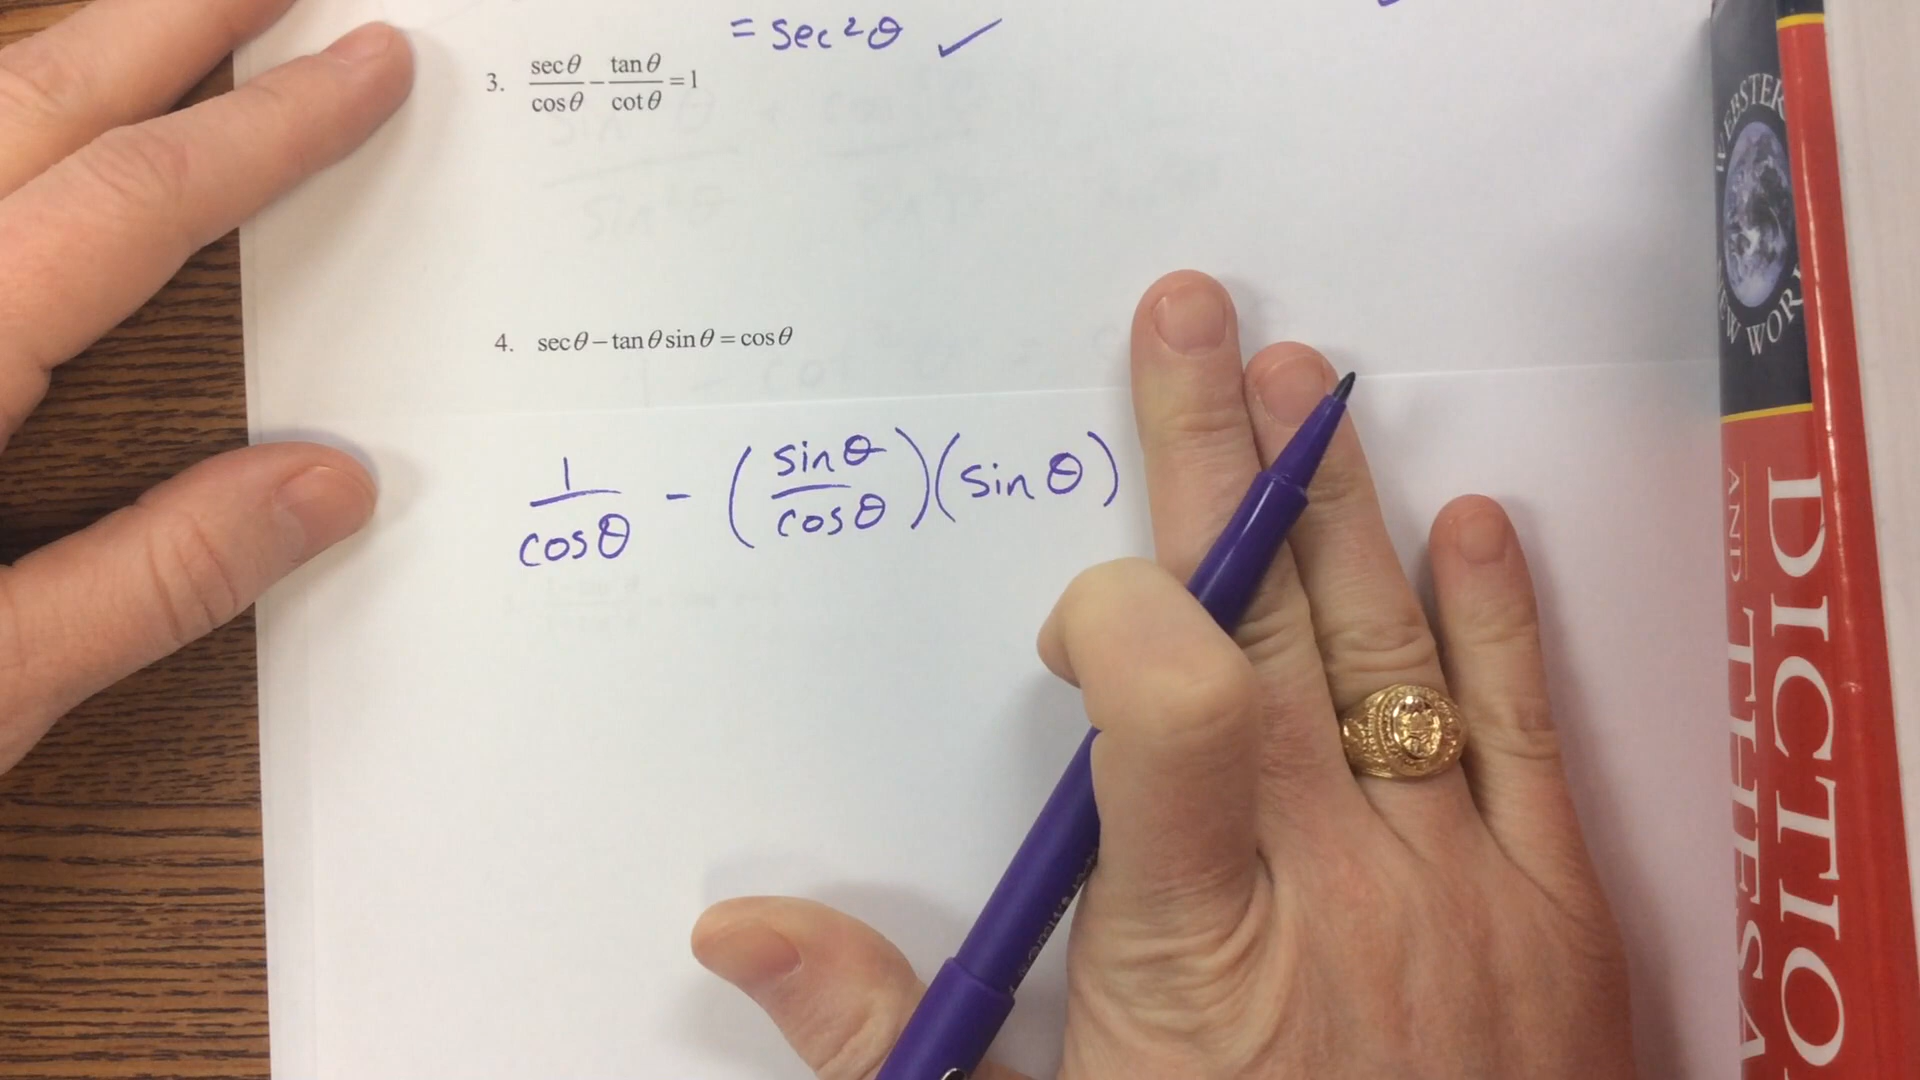 = sec²θ ✓
3. secθ/cosθ − tanθ/cotθ = 1
4. secθ − tanθ sinθ = cosθ
1/cosθ − (sinθ/cosθ)(sinθ)
WEBSTER'S
NEW WORLD
DICTIO
AND THESA